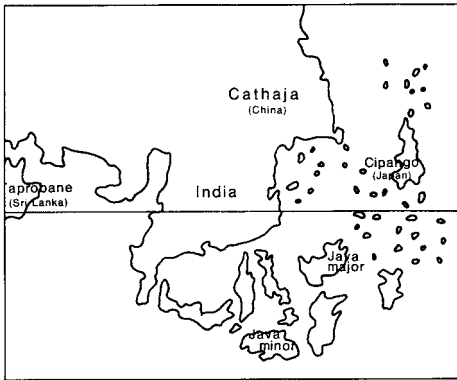 Cathaja
(China)
Cipango
(Japan)
aprobane
(Sri Lanka)
India
Java
major
Java
minor